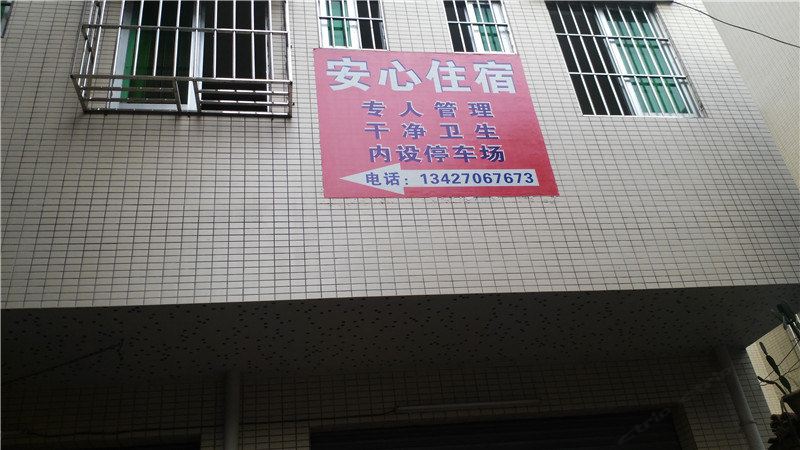 安心住宿
专人管理
干净卫生
内设停车场
电话：13427067673